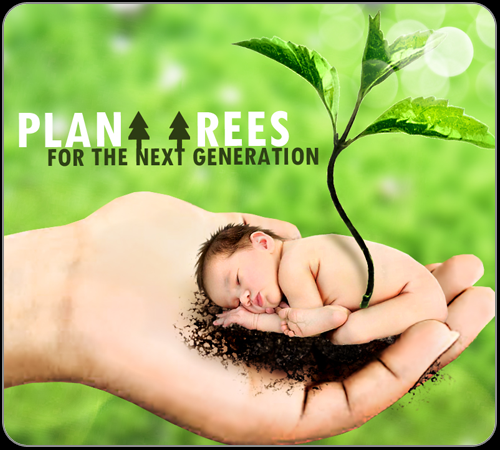 PLANT TREES
FOR THE NEXT GENERATION